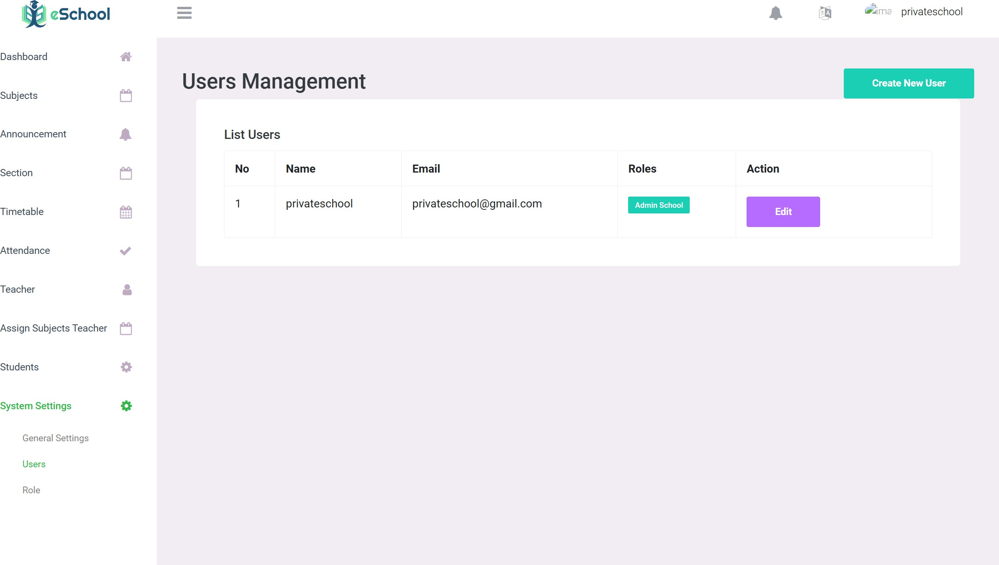 eSchool
ima privateschool
Dashboard
Subjects
Announcement
Section
Timetable
Attendance
Teacher
Assign Subjects Teacher
Students
System Settings
General Settings
Users
Role
Users Management
Create New User
List Users
No Name Email Roles Action
1 privateschool privateschool@gmail.com Admin School Edit